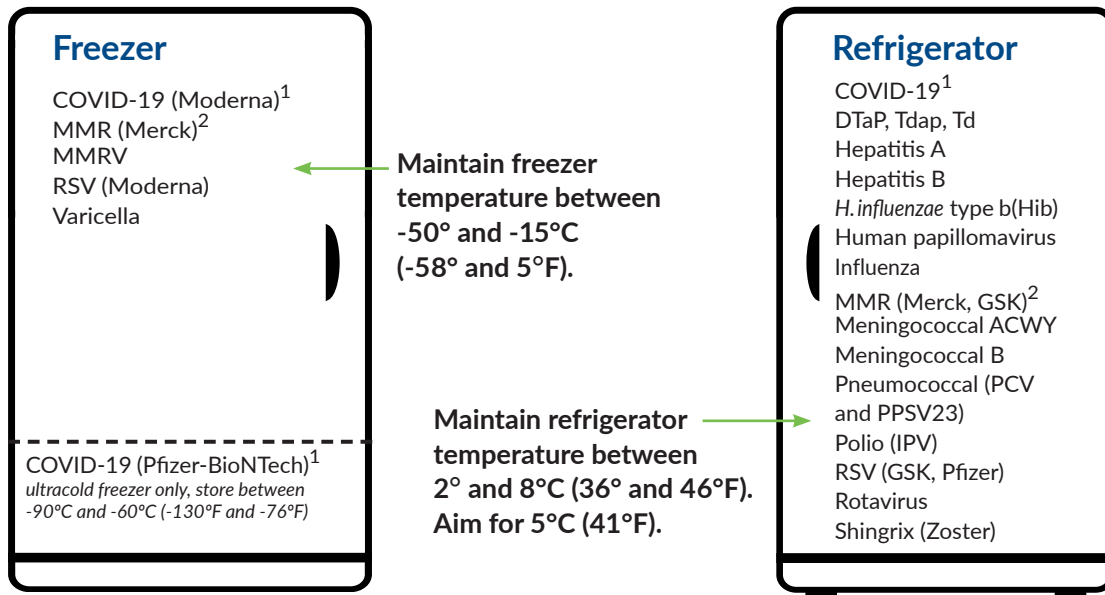 Freezer
COVID-19 (Moderna)1
MMR (Merck)2
MMRV
RSV (Moderna)
Varicella
COVID-19 (Pfizer-BioNTech)1
ultracold freezer only, store between
-90°C and -60°C (-130°F and -76°F)
Maintain freezer
temperature between
-50° and -15°C
(-58° and 5°F).
Maintain refrigerator
temperature between
2° and 8°C (36° and 46°F).
Aim for 5°C (41°F).
Refrigerator
COVID-191
DTaP, Tdap, Td
Hepatitis A
Hepatitis B
H. influenzae type b(Hib)
Human papillomavirus
Influenza
MMR (Merck, GSK)2
Meningococcal ACWY
Meningococcal B
Pneumococcal (PCV
and PPSV23)
Polio (IPV)
RSV (GSK, Pfizer)
Rotavirus
Shingrix (Zoster)